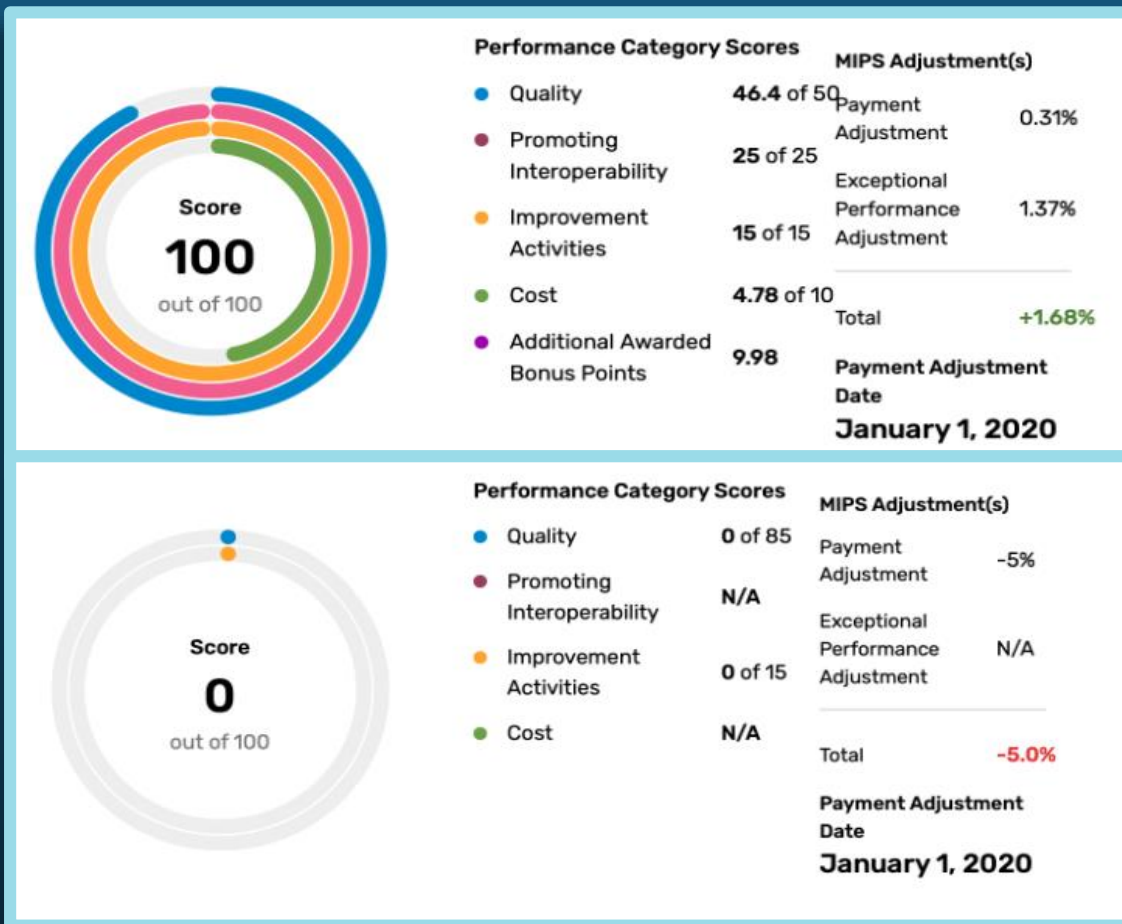 Score
100
out of 100
Performance Category Scores
Quality 46.4 of 50
Promoting
Interoperability 25 of 25
Improvement
Activities 15 of 15
Cost 4.78 of 10
Additional Awarded
Bonus Points 9.98
MIPS Adjustment(s)
Payment
Adjustment 0.31%
Exceptional
Performance
Adjustment 1.37%
Total +1.68%
Payment Adjustment
Date
January 1, 2020
Score
0
out of 100
Performance Category Scores
Quality 0 of 85
Promoting
Interoperability N/A
Improvement
Activities 0 of 15
Cost N/A
MIPS Adjustment(s)
Payment
Adjustment -5%
Exceptional
Performance
Adjustment N/A
Total -5.0%
Payment Adjustment
Date
January 1, 2020